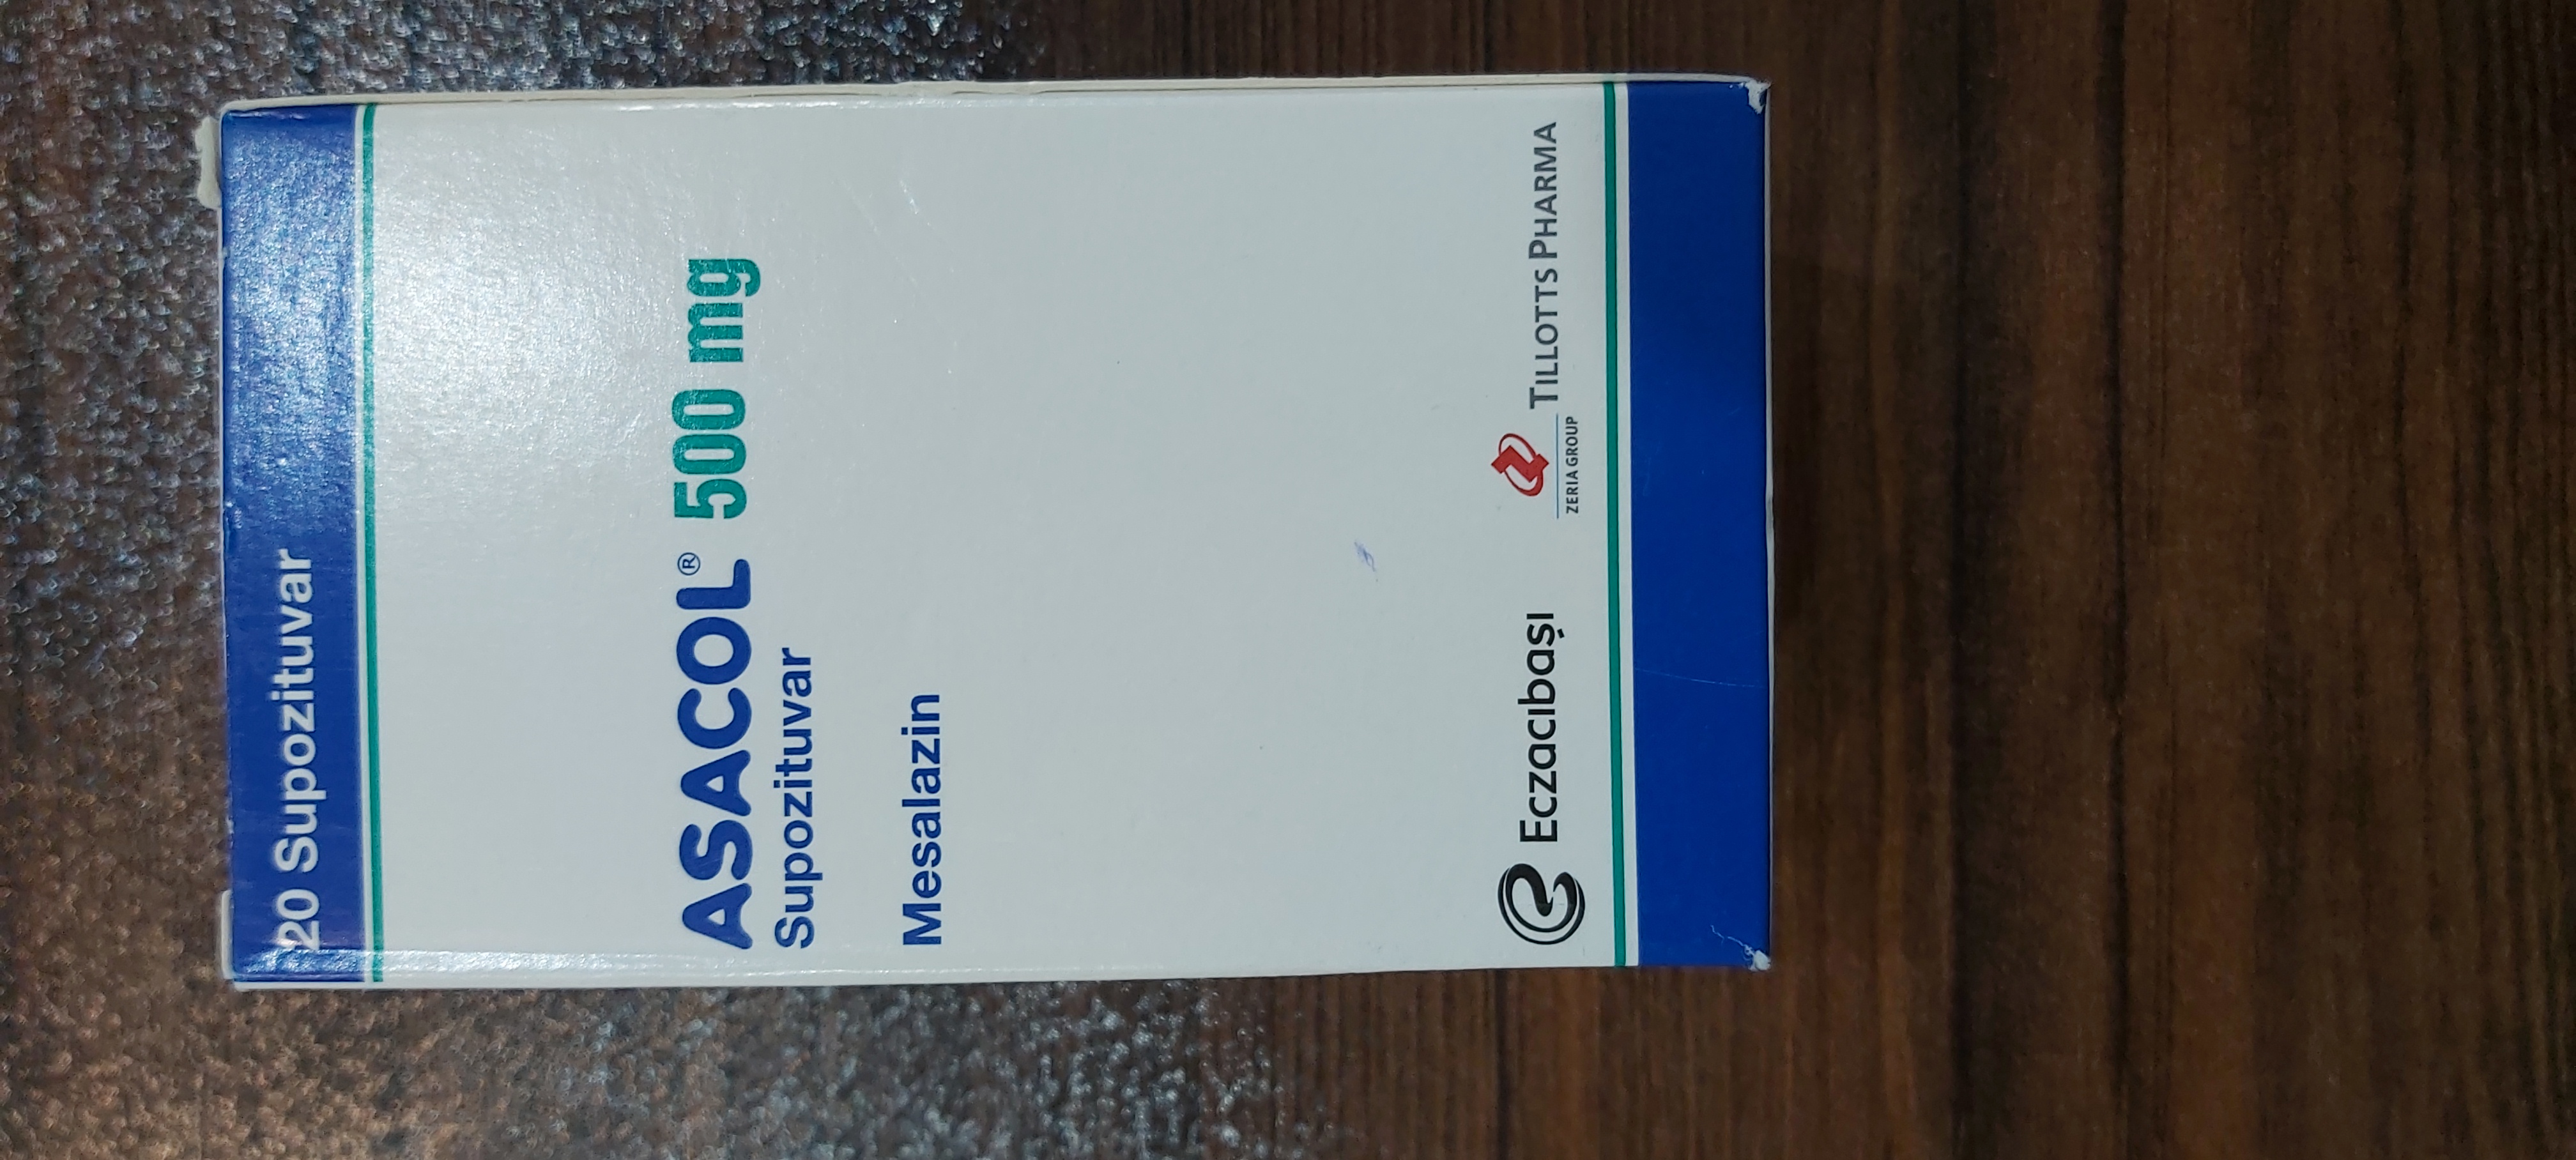 20 Supozituvar
ASACOL® 500 mg
Supozituvar
Mesalazin
Eczacıbaşı
ZERIA GROUP
TILLOTTS PHARMA